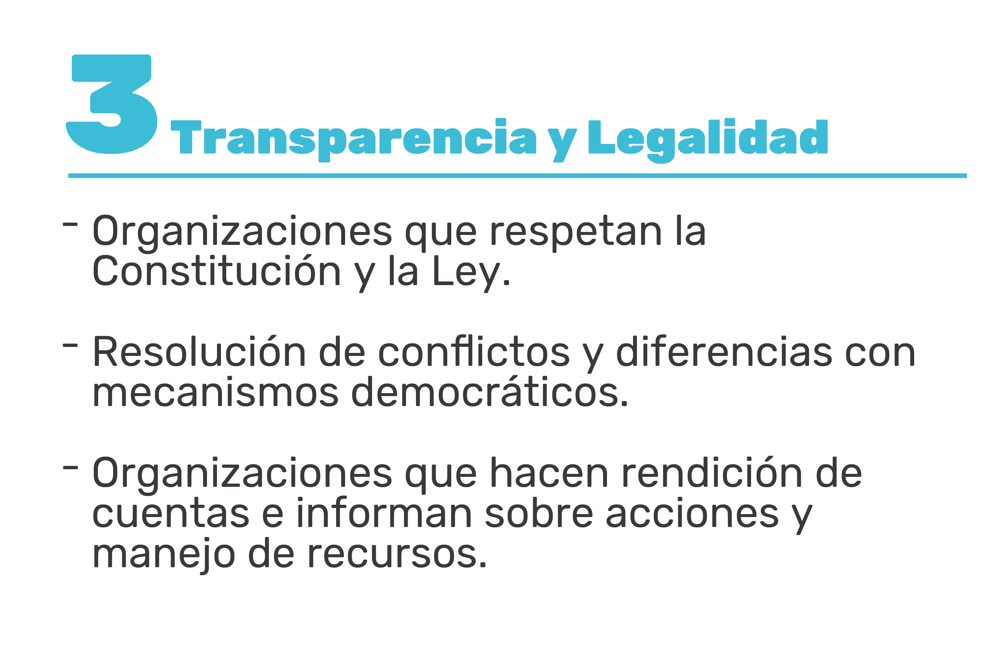 3 Transparencia y Legalidad
- Organizaciones que respetan la
Constitución y la Ley.
- Resolución de conflictos y diferencias con
mecanismos democráticos.
- Organizaciones que hacen rendición de
cuentas e informan sobre acciones y
manejo de recursos.